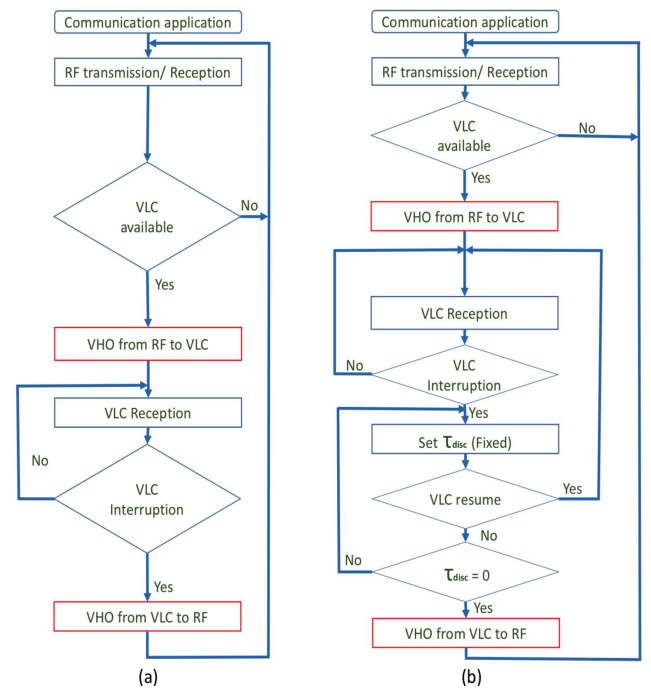 Communication application
RF transmission/ Reception
VLC
available
No
Yes
VHO from RF to VLC
VLC Reception
No
VLC
Interruption
Yes
VHO from VLC to RF
(a)
Communication application
RF transmission/ Reception
VLC
available
No
Yes
VHO from RF to VLC
VLC Reception
No
VLC
Interruption
Yes
Set τdisc (Fixed)
VLC resume
Yes
No
No
τdisc = 0
Yes
VHO from VLC to RF
(b)